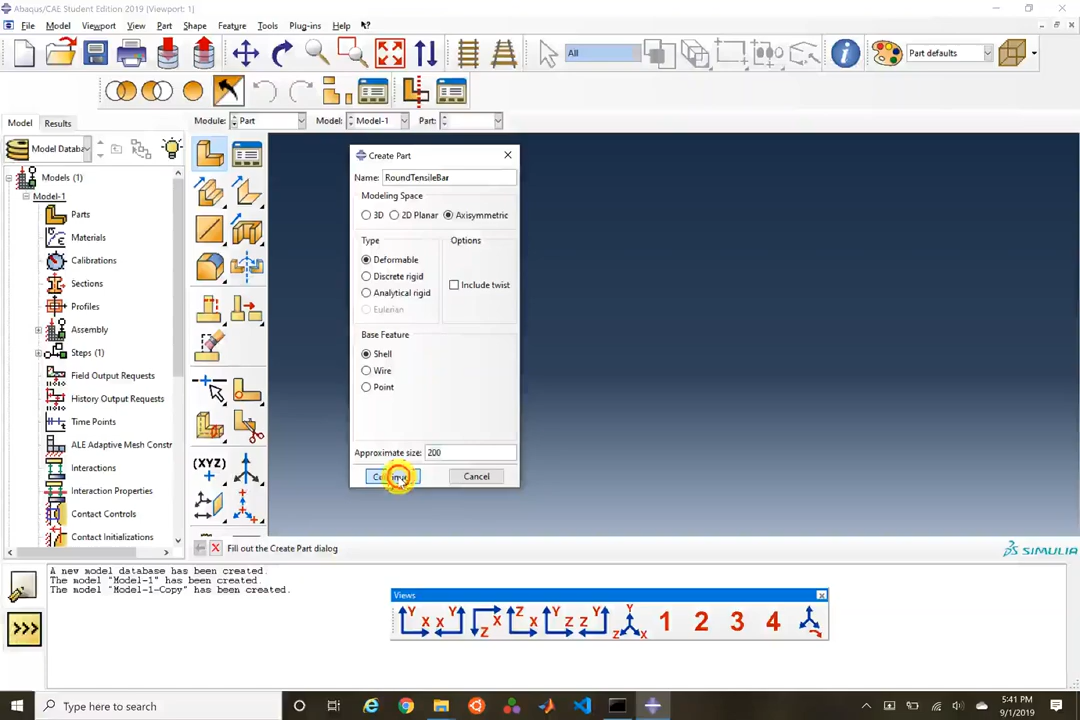 Abaqus/CAE Student Edition 2019 [Viewport: 1]
File Model Viewport View Part Shape Feature Tools Plug-ins Help
All
Part defaults
Module: Part Model: Model-1 Part:
Model Results
Model Databa
Models (1)
Model-1
Parts
Materials
Calibrations
Sections
Profiles
Assembly
Steps (1)
Field Output Requests
History Output Requests
Time Points
ALE Adaptive Mesh Constr
Interactions
Interaction Properties
Contact Controls
Contact Initializations
(XYZ)
Create Part
Name: RoundTensileBar
Modeling Space
3D 2D Planar Axisymmetric
Type
Deformable
Discrete rigid
Analytical rigid
Eulerian
Options
Include twist
Base Feature
Shell
Wire
Point
Approximate size: 200
Cancel
Fill out the Create Part dialog
SIMULIA
A new model database has been created.
The model "Model-1" has been created.
The model "Model-1-Copy" has been created.
>>>
Views
Y X X Y Z X Z X Y Z Z Y Y Z X 1 2 3 4
Type here to search
5:41 PM
9/1/2019